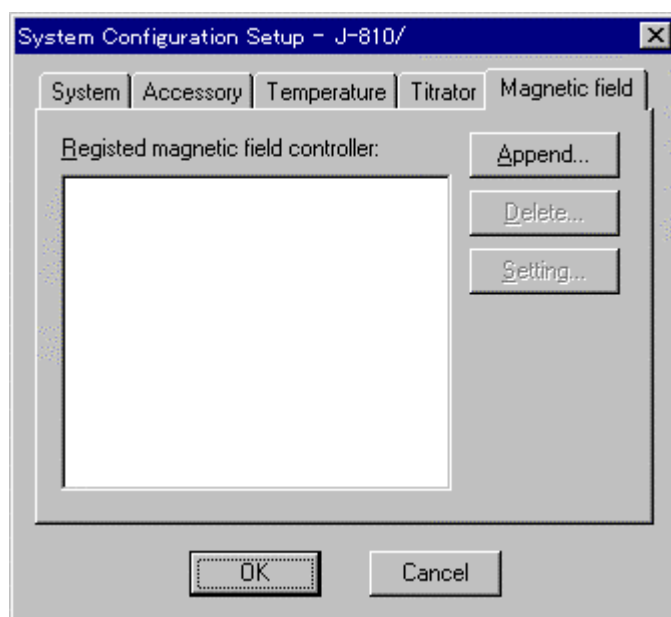 System Configuration Setup - J-810/
System Accessory Temperature Titrator Magnetic field
Registed magnetic field controller:
Append...
Delete...
Setting...
OK Cancel